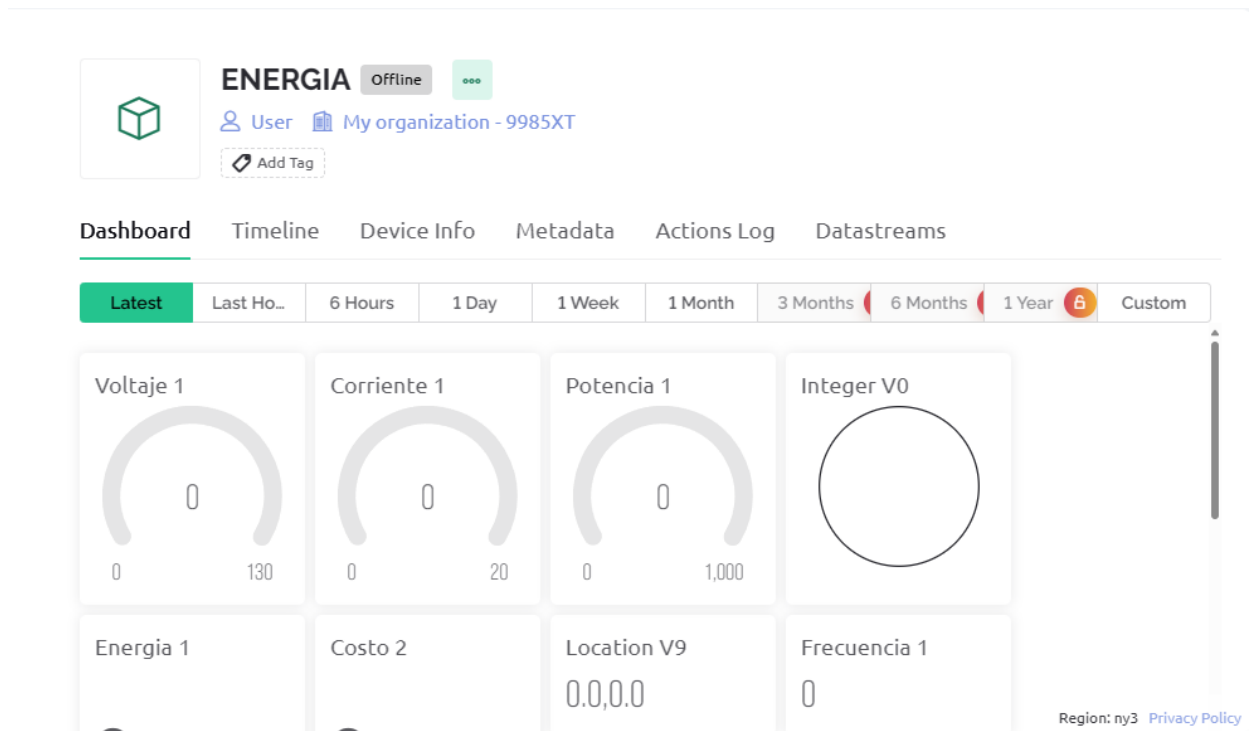 ENERGIA Offline
User My organization - 9985XT
Add Tag
Dashboard Timeline Device Info Metadata Actions Log Datastreams
Latest Last Ho... 6 Hours 1 Day 1 Week 1 Month 3 Months 6 Months 1 Year Custom
Voltaje 1 Corriente 1 Potencia 1 Integer V0
0 0 0
0 130 0 20 0 1,000
Energia 1 Costo 2 Location V9 Frecuencia 1
0.0,0.0 0
Region: ny3 Privacy Policy